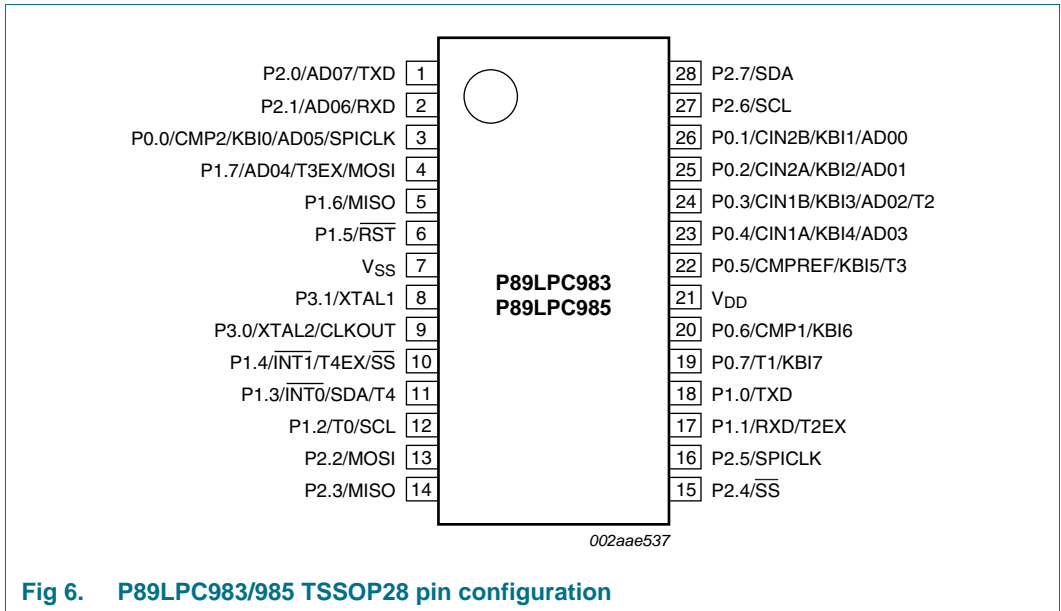 P2.0/AD07/TXD 1 28 P2.7/SDA
P2.1/AD06/RXD 2 27 P2.6/SCL
P0.0/CMP2/KBI0/AD05/SPICLK 3 26 P0.1/CIN2B/KBI1/AD00
P1.7/AD04/T3EX/MOSI 4 25 P0.2/CIN2A/KBI2/AD01
P1.6/MISO 5 24 P0.3/CIN1B/KBI3/AD02/T2
P1.5/R̅S̅T̅ 6 23 P0.4/CIN1A/KBI4/AD03
VSS 7 22 P0.5/CMPREF/KBI5/T3
P89LPC983
P89LPC985
P3.1/XTAL1 8 21 VDD
P3.0/XTAL2/CLKOUT 9 20 P0.6/CMP1/KBI6
P1.4/I̅N̅T̅1̅/T4EX/S̅S̅ 10 19 P0.7/T1/KBI7
P1.3/I̅N̅T̅0̅/SDA/T4 11 18 P1.0/TXD
P1.2/T0/SCL 12 17 P1.1/RXD/T2EX
P2.2/MOSI 13 16 P2.5/SPICLK
P2.3/MISO 14 15 P2.4/S̅S̅
002aae537
Fig 6. P89LPC983/985 TSSOP28 pin configuration